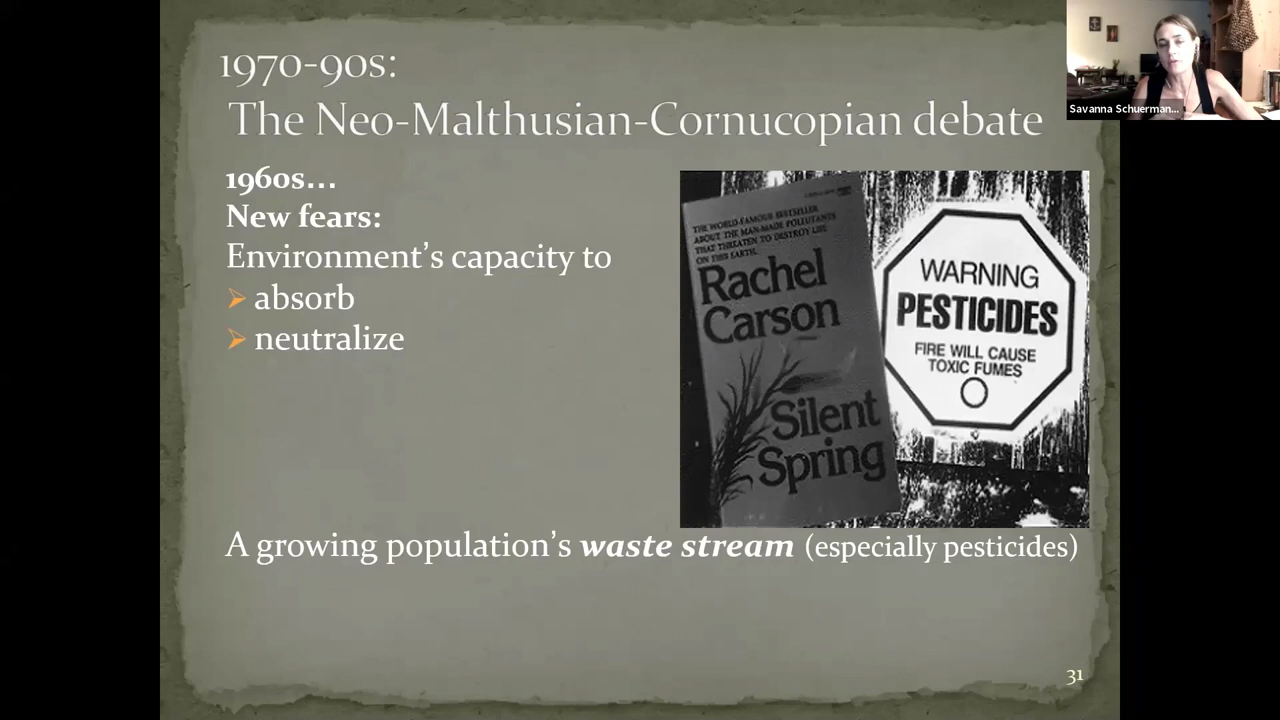 1970-90s:
The Neo-Malthusian-Cornucopian debate
Savanna Schuerman...
1960s...
New fears:
Environment's capacity to
➢ absorb
➢ neutralize
THE WORLD-FAMOUS BESTSELLER
ABOUT THE MAN-MADE POLLUTANTS
THAT THREATEN TO DESTROY LIFE
ON THIS EARTH.
Rachel
Carson
Silent
Spring
WARNING
PESTICIDES
FIRE WILL CAUSE
TOXIC FUMES
A growing population's waste stream (especially pesticides)
31